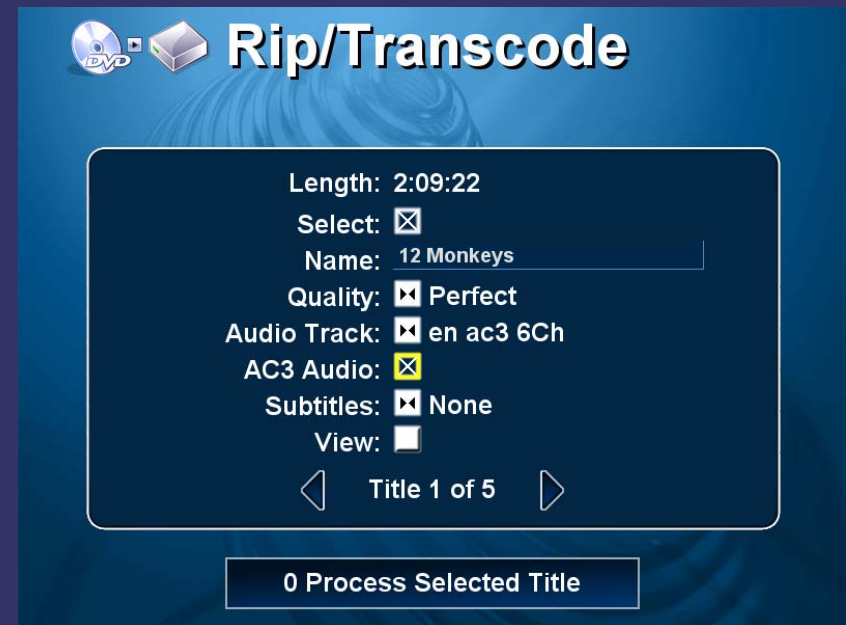 DVD
Rip/Transcode
Length: 2:09:22
Select:
Name: 12 Monkeys
Quality: Perfect
Audio Track: en ac3 6Ch
AC3 Audio:
Subtitles: None
View:
Title 1 of 5
0 Process Selected Title